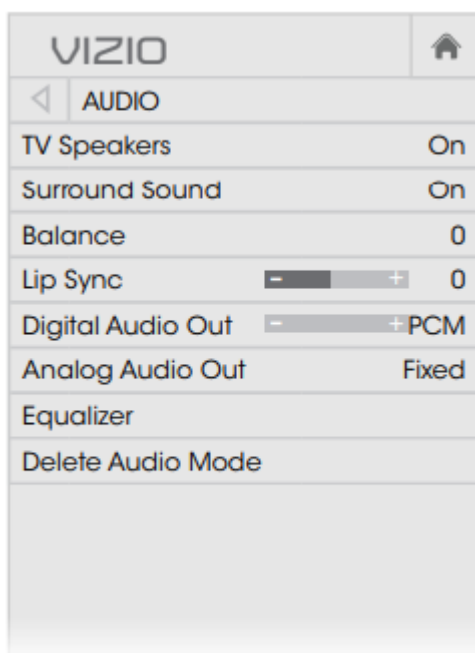 VIZIO
AUDIO
TV Speakers On
Surround Sound On
Balance 0
Lip Sync - + 0
Digital Audio Out - + PCM
Analog Audio Out Fixed
Equalizer
Delete Audio Mode